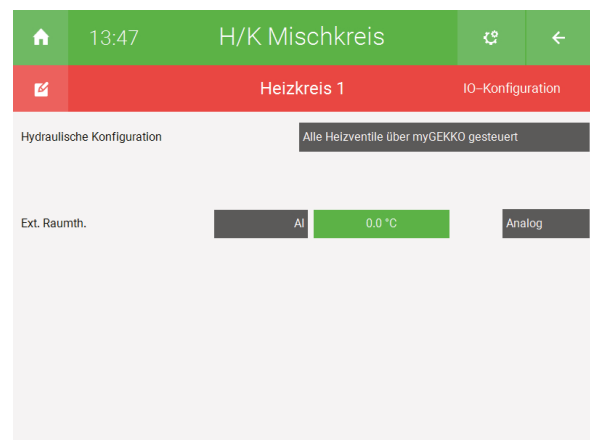 13:47 H/K Mischkreis
Heizkreis 1 IO-Konfiguration
Hydraulische Konfiguration Alle Heizventile über myGEKKO gesteuert
Ext. Raumth. AI 0.0 °C Analog